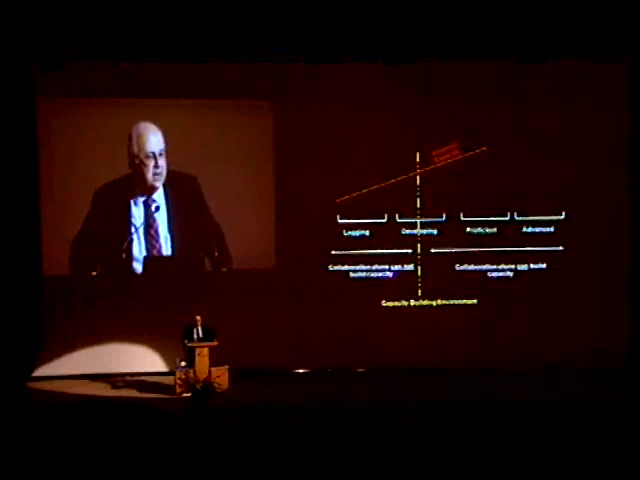 Lagging
Developing
Proficient
Advanced
Collaboration alone can not
build capacity
Collaboration alone can build
capacity
Capacity Building Environment